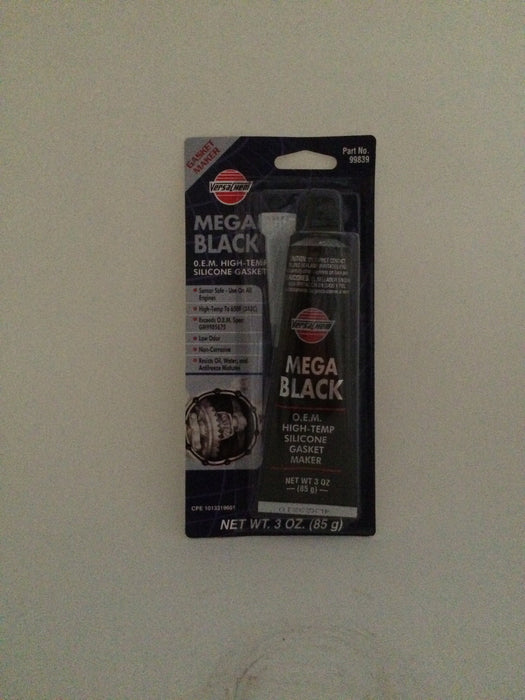 GASKET
MAKER
Part No.
99839
VERSACHEM
MEGA
BLACK
O.E.M. HIGH-TEMP
SILICONE GASKET
Sensor Safe - Use On All
Engines
High-Temp To
Exceeds O.E.M. Spec
Low Odor
Non-Corrosive
Resists Oil, Water, and
Antifreeze Mixtures
VERSACHEM
MEGA
BLACK
O.E.M.
HIGH-TEMP
SILICONE
GASKET
MAKER
NET WT 3 OZ
(85 g)
NET WT. 3 OZ. (85 g)